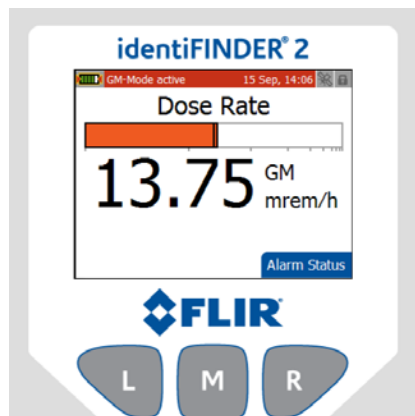 identiFINDER® 2
GM-Mode active 15 Sep, 14:06
Dose Rate
13.75 GM
mrem/h
Alarm Status
FLIR
L M R